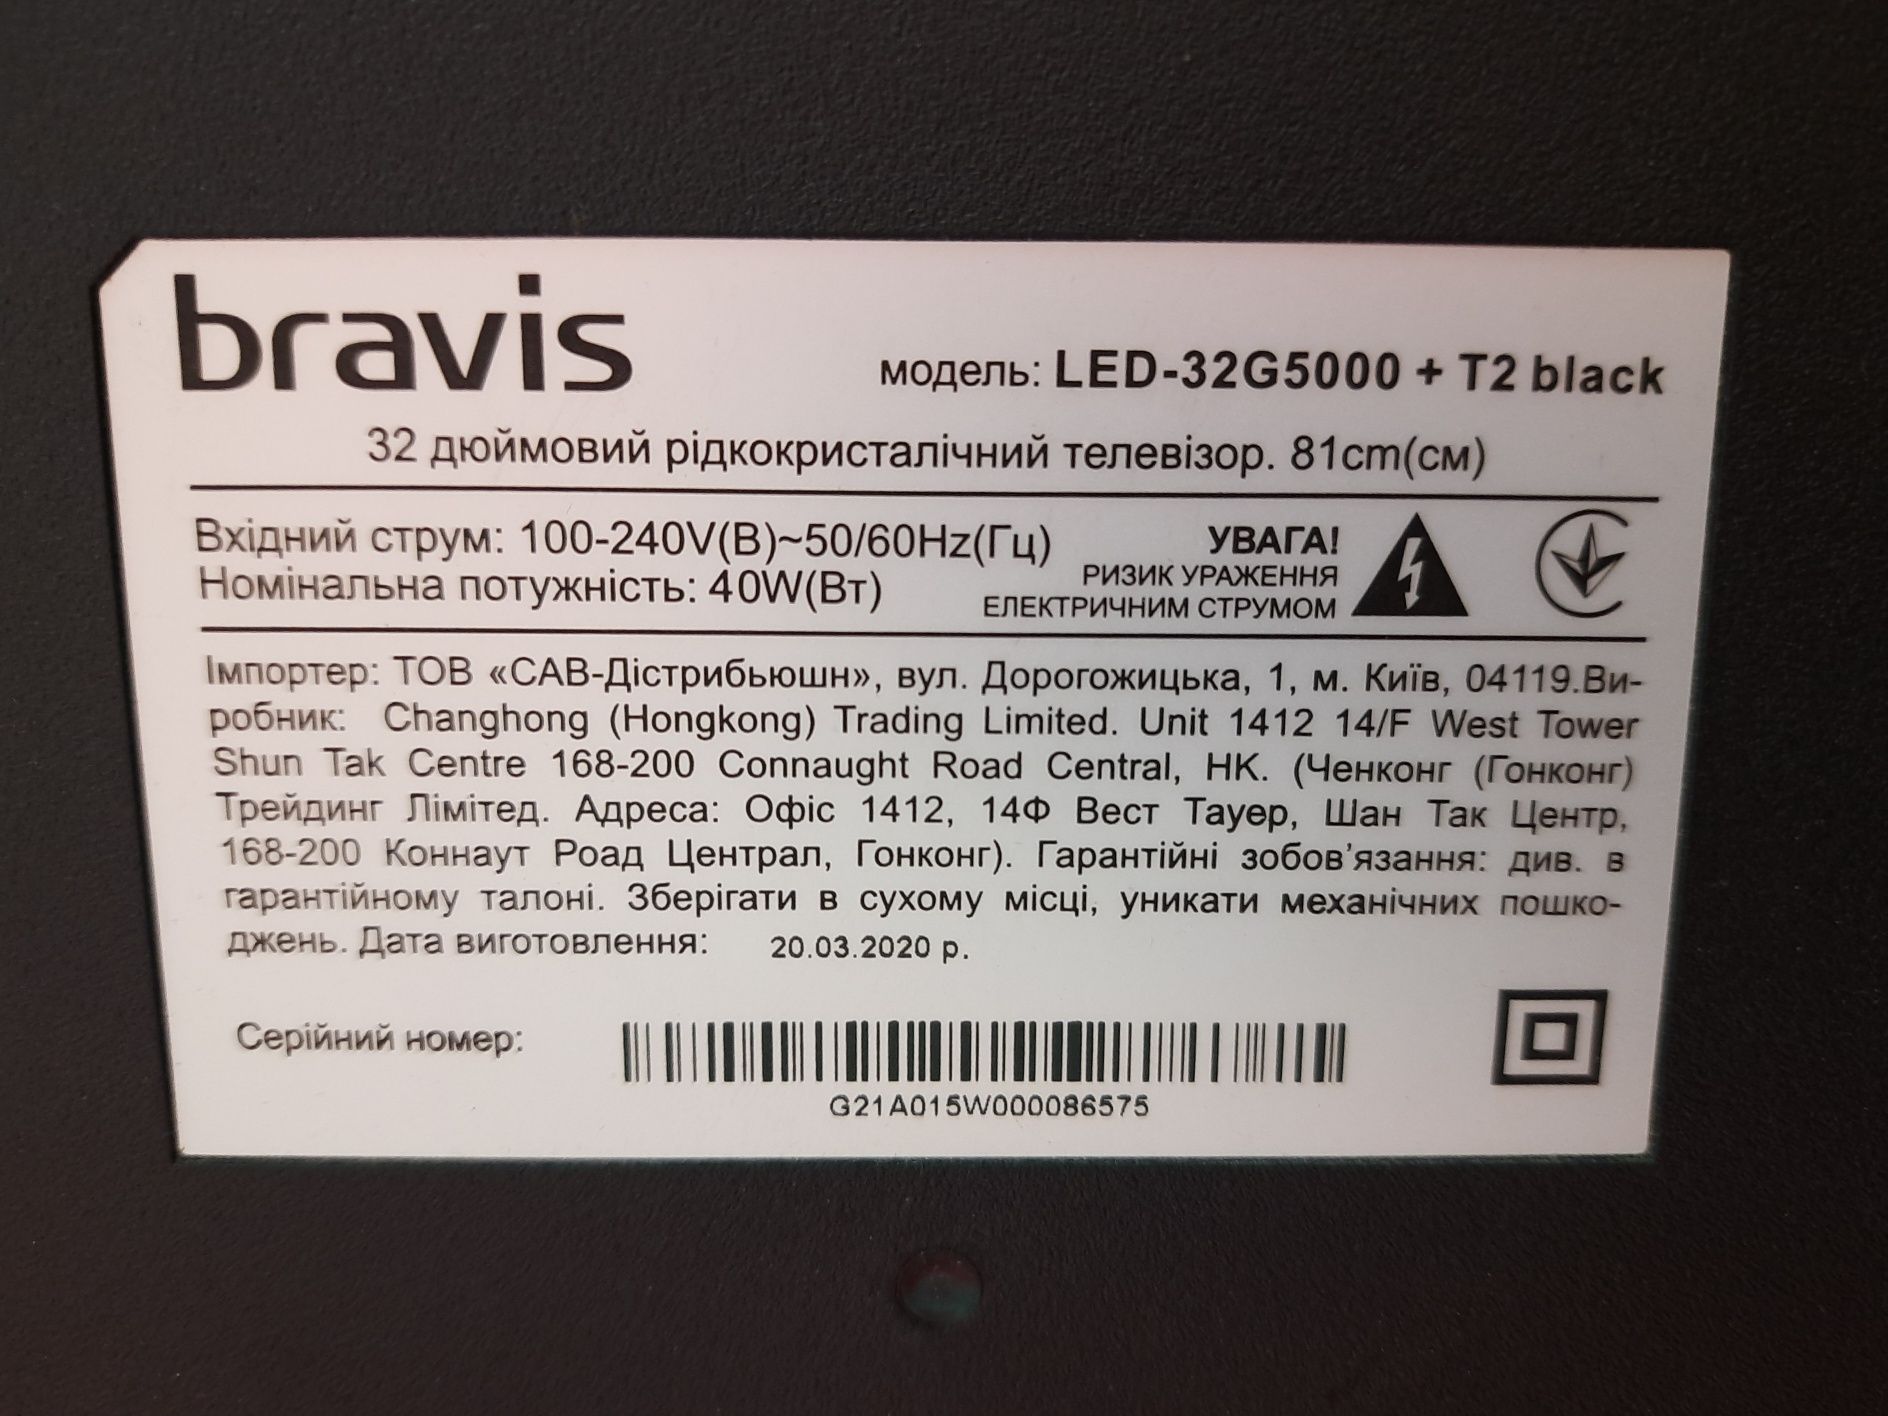 bravis
модель: LED-32G5000 + T2 black
32 дюймовий рідкокристалічний телевізор. 81cm(см)
Вхідний струм: 100-240V(В)~50/60Hz(Гц)
Номінальна потужність: 40W(Вт)
УВАГА!
РИЗИК УРАЖЕННЯ
ЕЛЕКТРИЧНИМ СТРУМОМ
Імпортер: ТОВ «САВ-Дістрибьюшн», вул. Дорогожицька, 1, м. Київ, 04119.Ви-
робник: Changhong (Hongkong) Trading Limited. Unit 1412 14/F West Tower
Shun Tak Centre 168-200 Connaught Road Central, HK. (Ченконг (Гонконг)
Трейдинг Лімітед. Адреса: Офіс 1412, 14Ф Вест Тауер, Шан Так Центр,
168-200 Коннаут Роад Централ, Гонконг). Гарантійні зобов'язання: див. в
гарантійному талоні. Зберігати в сухому місці, уникати механічних пошко-
джень. Дата виготовлення: 20.03.2020 р.
Серійний номер:
G21A015W000086575